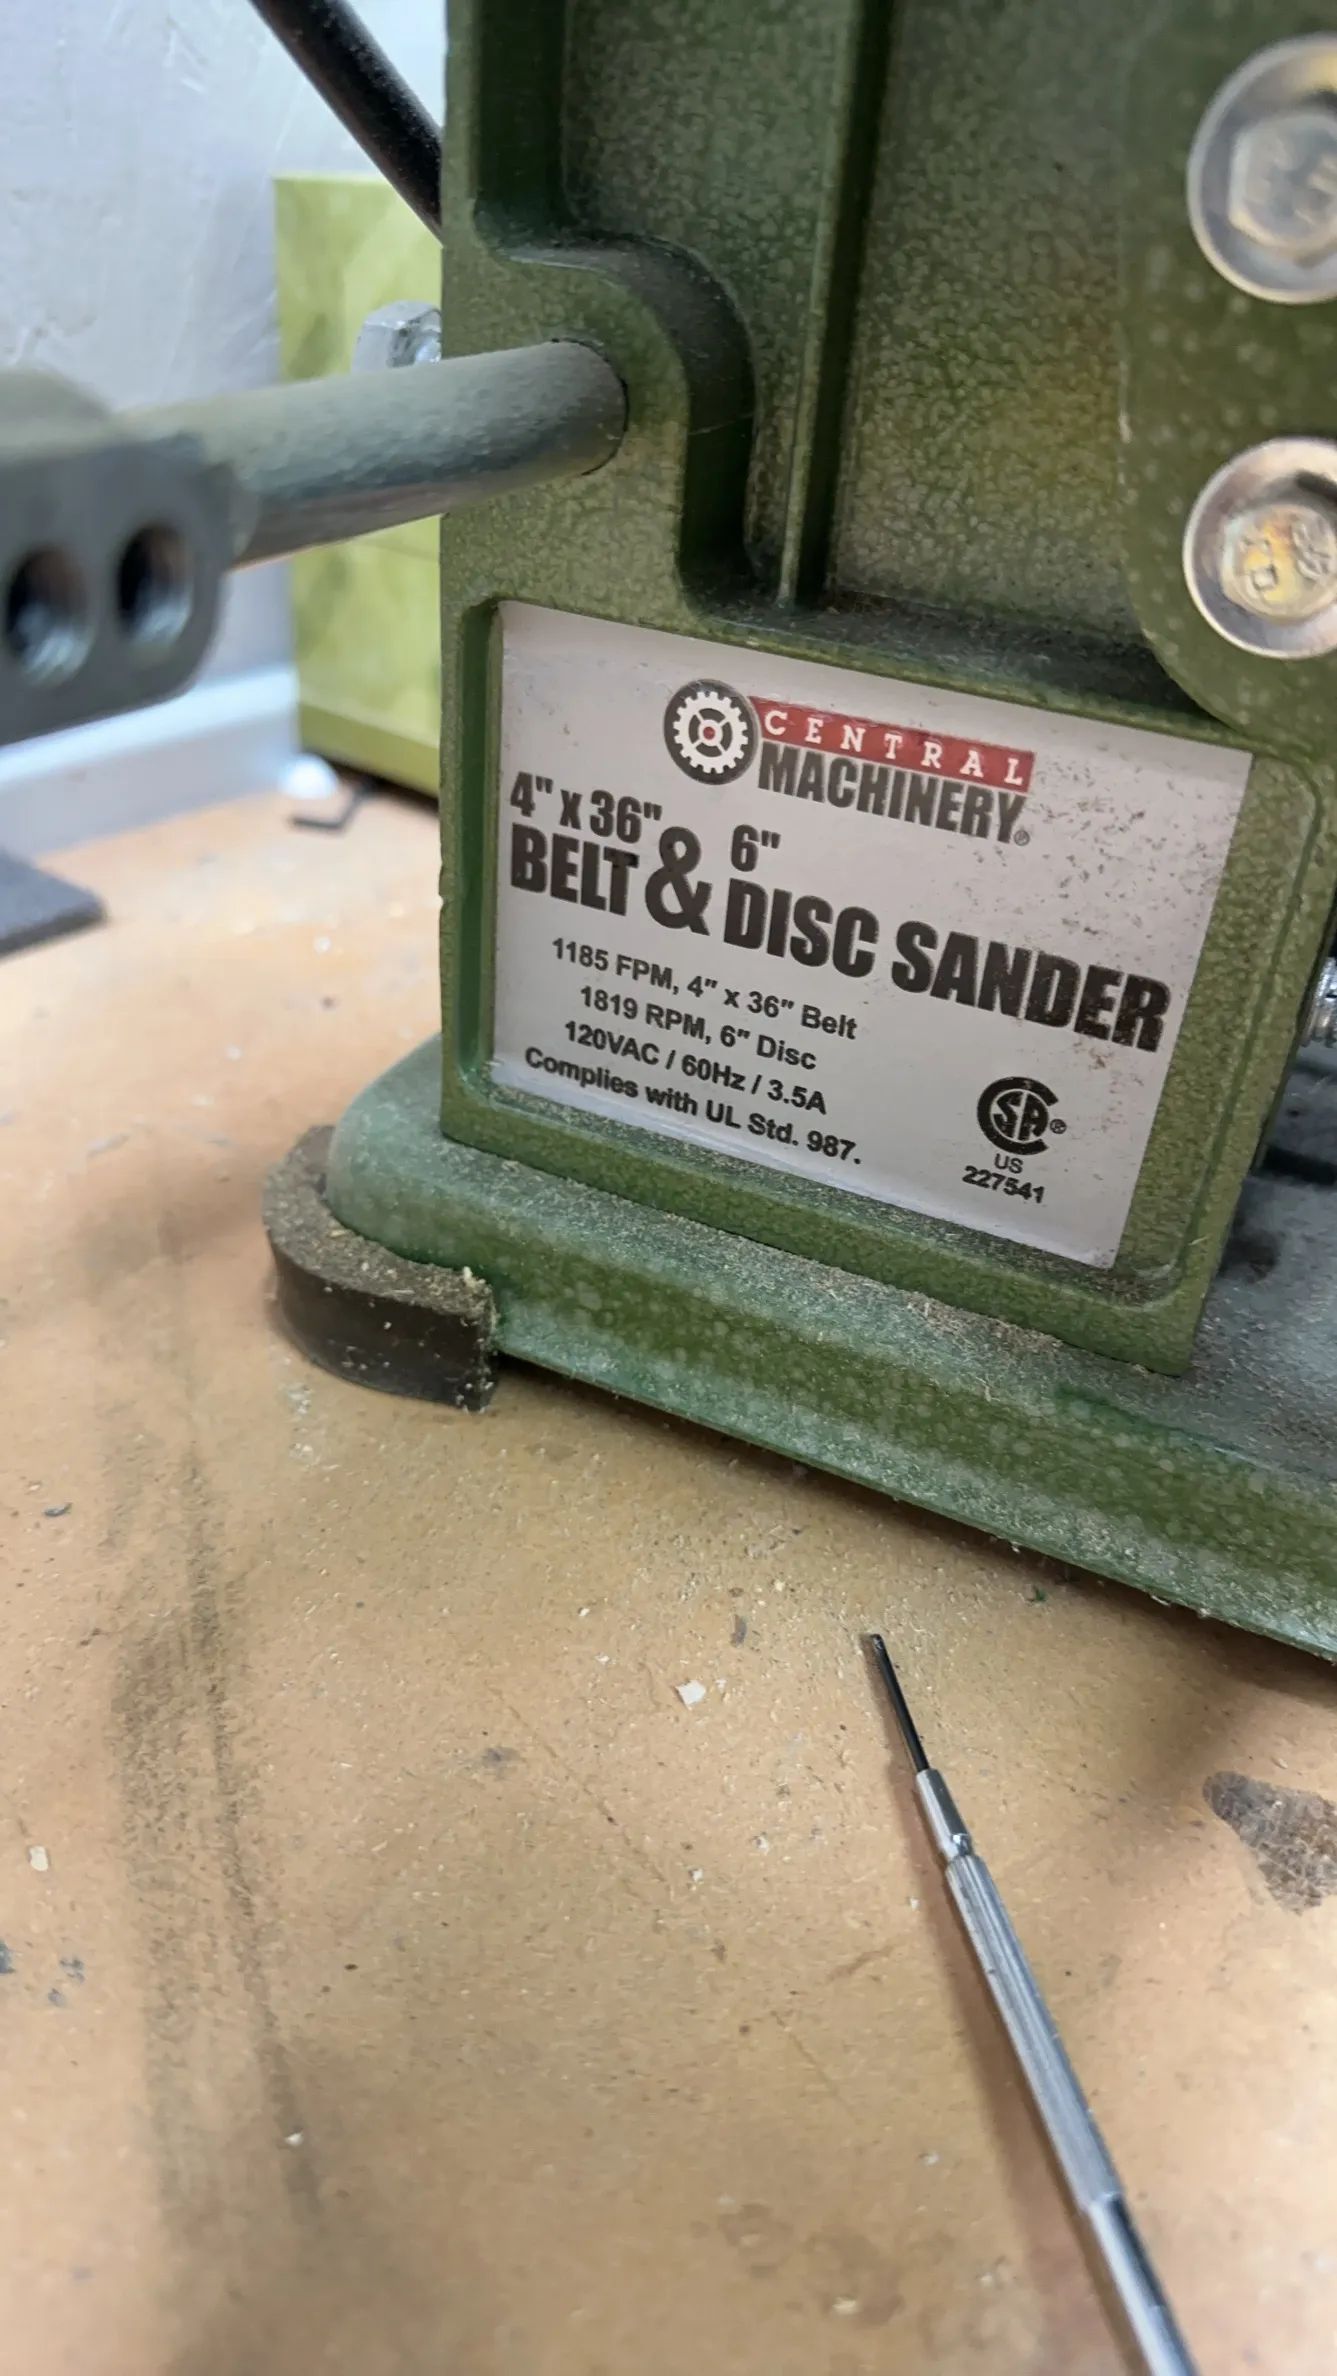 CENTRAL
MACHINERY®
4" x 36" 6"
BELT & DISC SANDER
1185 FPM, 4" x 36" Belt
1819 RPM, 6" Disc
120VAC / 60Hz / 3.5A
Complies with UL Std. 987.
SA®
US
227541